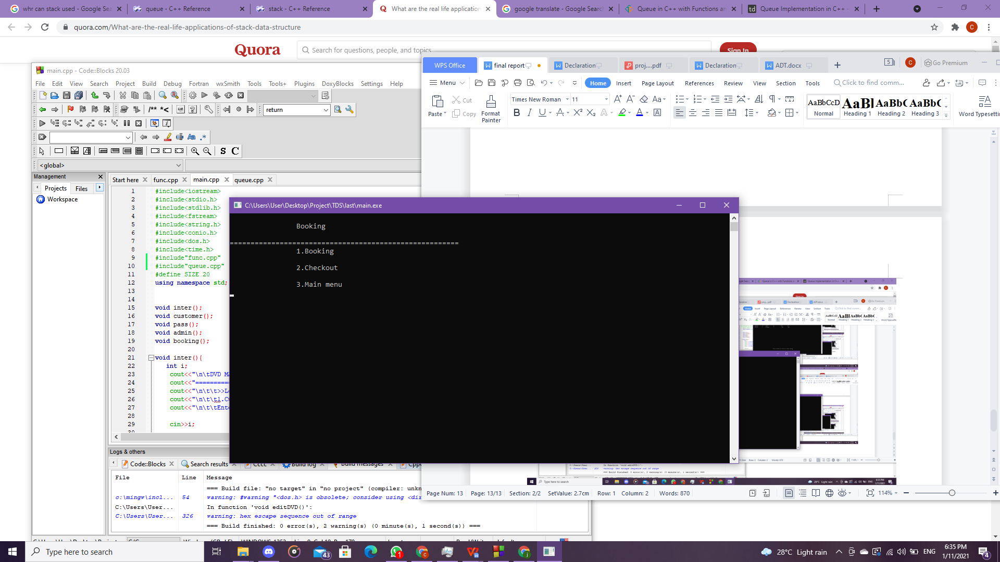 whr can stack used - Google Sea
queue - C++ Reference
stack - C++ Reference
What are the real life application
google translate - Google Search
Queue in C++ with Functions an
Queue Implementation in C++ -
quora.com/What-are-the-real-life-applications-of-stack-data-structure
C
Quora
Search for questions, people, and topics
Sign In
main.cpp - Code::Blocks 20.03
File Edit View Search Project Build Debug Fortran wxSmith Tools Tools+ Plugins DoxyBlocks Settings Help
return
<global>
Management
Projects Files
Workspace
Start here func.cpp main.cpp queue.cpp
1 #include<iostream>
2 #include<stdio.h>
3 #include<stdlib.h>
4 #include<fstream>
5 #include<string.h>
6 #include<conio.h>
7 #include<dos.h>
8 #include<time.h>
9 #include"func.cpp"
10 #include"queue.cpp"
11 #define SIZE 20
12 using namespace std;
13
14
15 void inter();
16 void customer();
17 void pass();
18 void admin();
19 void booking();
20
21 void inter(){
22 int i;
23 cout<<"\n\tDVD MA
24 cout<<"==========
25 cout<<"\n\t\t>>Lo
26 cout<<"\n\t\t1.Cu
27 cout<<"\n\t\tEnte
28
29 cin>>i;
30
Logs & others
Code::Blocks Search results Cccc Build log Build messages Cppc
File Line Message
=== Build file: "no target" in "no project" (compiler: unkn
c:\mingw\incl... 54 warning: #warning "<dos.h> is obsolete; consider using <dir
C:\Users\User... In function 'void editDVD()':
C:\Users\User... 326 warning: hex escape sequence out of range
=== Build finished: 0 error(s), 2 warning(s) (0 minute(s), 1 second(s)) ===
C:\Users\User\Desktop\Project\TDS\last\main.exe
Booking
=======================================================
1.Booking
2.Checkout
3.Main menu
WPS Office final report Declaration proj....pdf Declaration ADT.docx
5 C Go Premium
Menu Home Insert Page Layout References Review View Section Tools Click to find comm...
Paste Cut Copy Format Painter
Times New Roman 11
AaBbCcD AaBl AaBb( AaBb(
Normal Heading 1 Heading 2 Heading 3 Word Typesetti
Page Num: 13 Page: 13/13 Section: 2/2 SetValue: 2.7cm Row: 1 Column: 2 Words: 870
114%
Type here to search
43
1
28°C Light rain
ENG
6:35 PM
1/11/2021
4